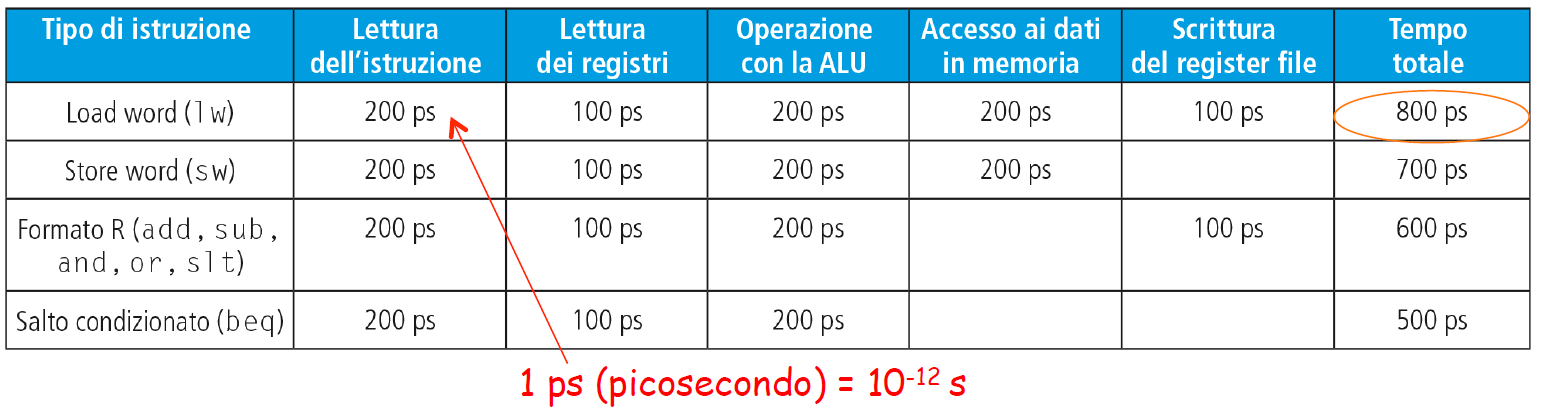 Tipo di istruzione
Lettura
dell'istruzione
Lettura
dei registri
Operazione
con la ALU
Accesso ai dati
in memoria
Scrittura
del register file
Tempo
totale
Load word (lw) 200 ps 100 ps 200 ps 200 ps 100 ps 800 ps
Store word (sw) 200 ps 100 ps 200 ps 200 ps 700 ps
Formato R (add, sub, 200 ps 100 ps 200 ps 100 ps 600 ps
and, or, slt)
Salto condizionato (beq) 200 ps 100 ps 200 ps 500 ps
1 ps (picosecondo) = 10⁻¹² s